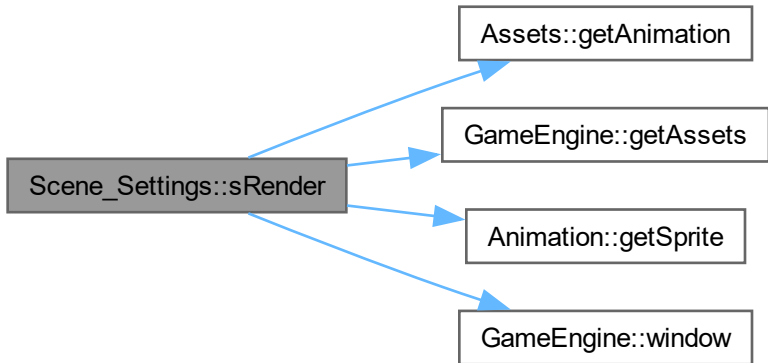 Assets::getAnimation
GameEngine::getAssets
Scene_Settings::sRender
Animation::getSprite
GameEngine::window